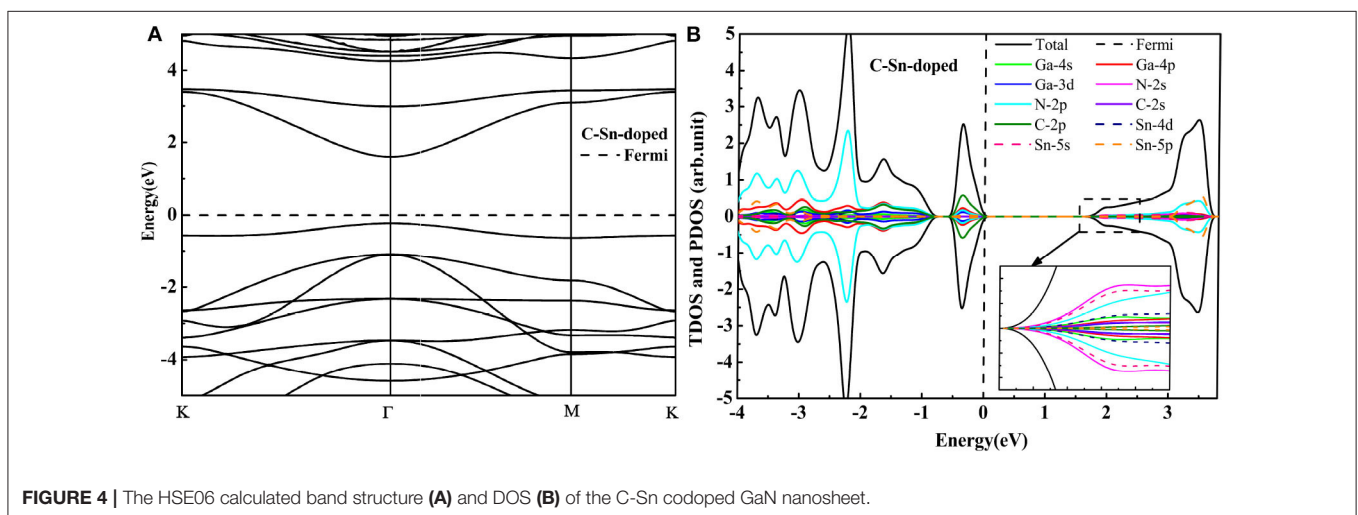 A
4
2
0
-2
-4
Energy(eV)
C-Sn-doped
Fermi
K
Γ
M
K
B
5
4
3
2
1
0
-1
-2
-3
-4
-5
TDOS and PDOS (arb.unit)
C-Sn-doped
Total
Fermi
Ga-4s
Ga-4p
Ga-3d
N-2s
N-2p
C-2s
C-2p
Sn-4d
Sn-5s
Sn-5p
-4
-3
-2
-1
0
1
2
3
Energy(eV)
FIGURE 4 | The HSE06 calculated band structure (A) and DOS (B) of the C-Sn codoped GaN nanosheet.